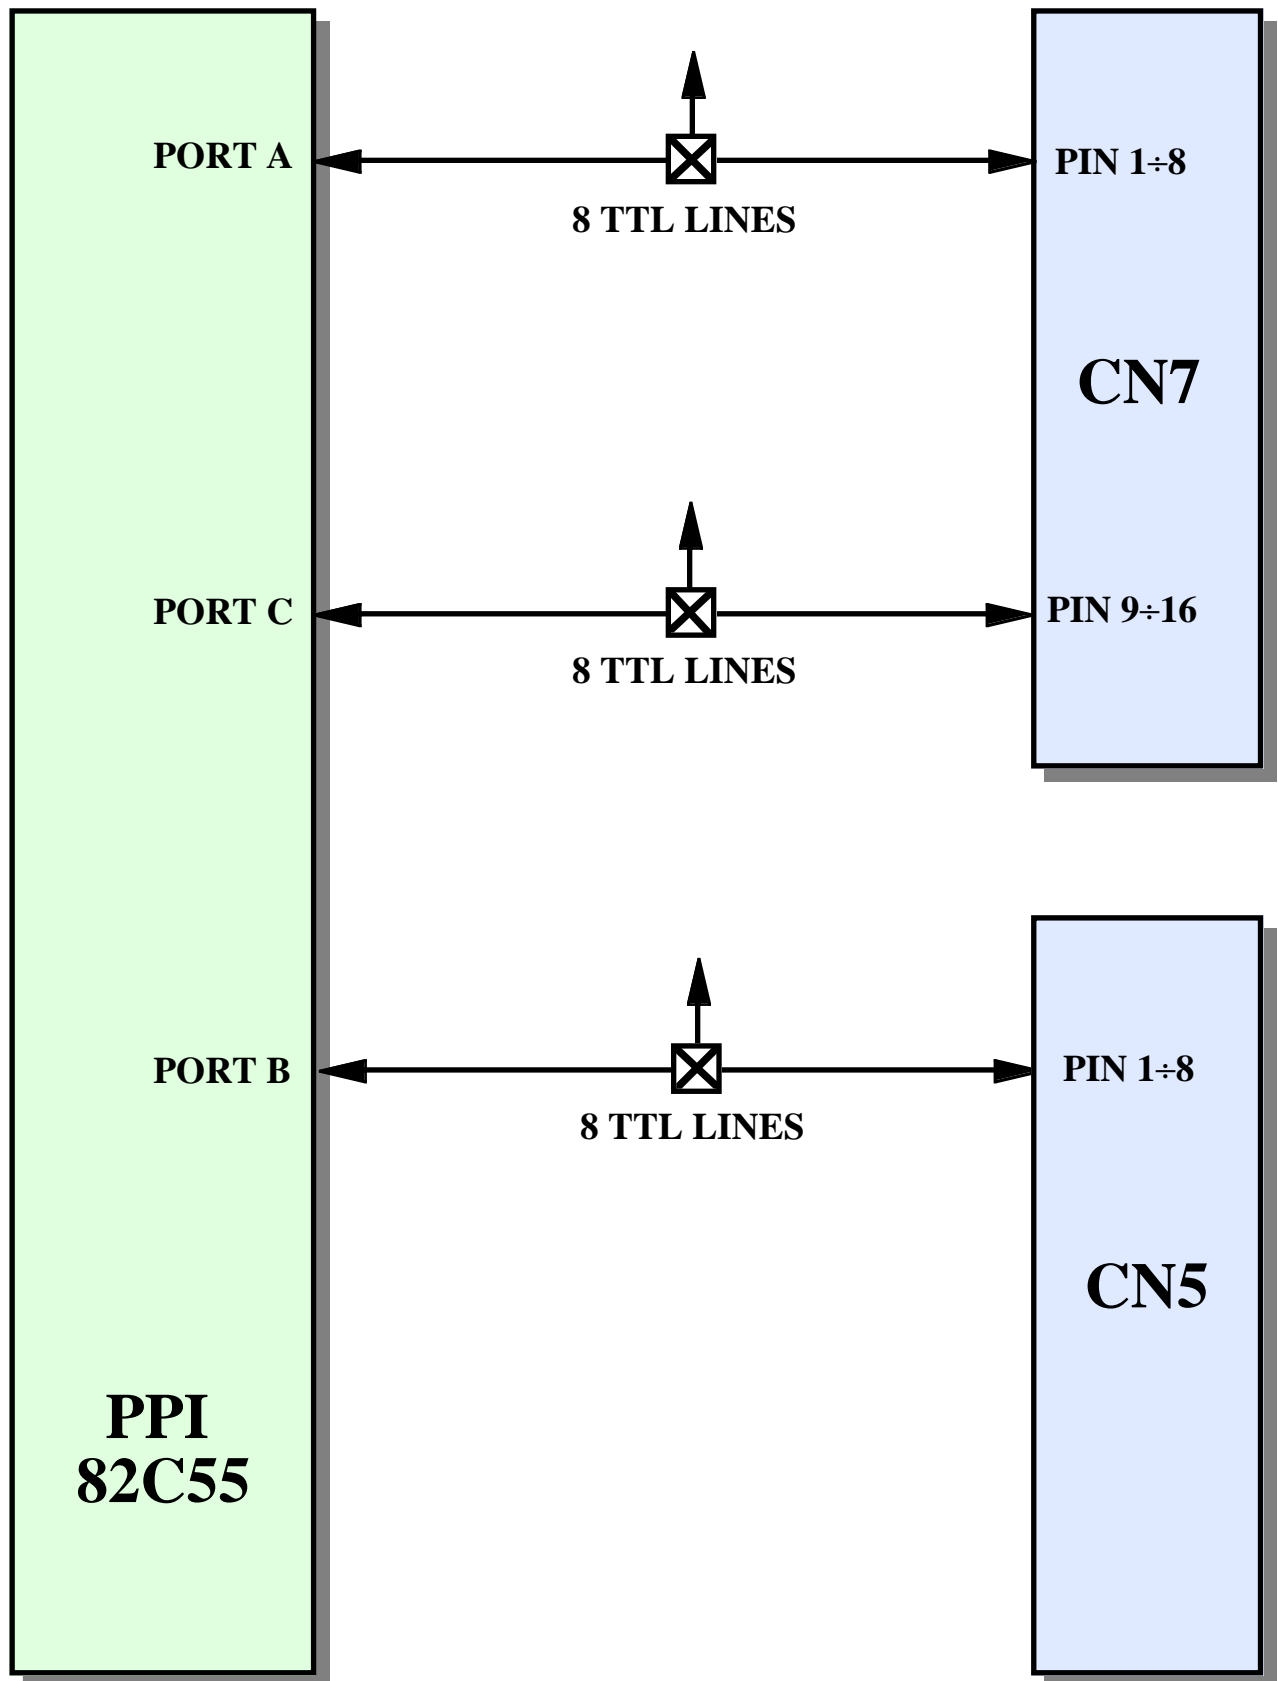 PORT A
PIN 1÷8
8 TTL LINES
CN7
PORT C
PIN 9÷16
8 TTL LINES
PORT B
PIN 1÷8
8 TTL LINES
CN5
PPI
82C55